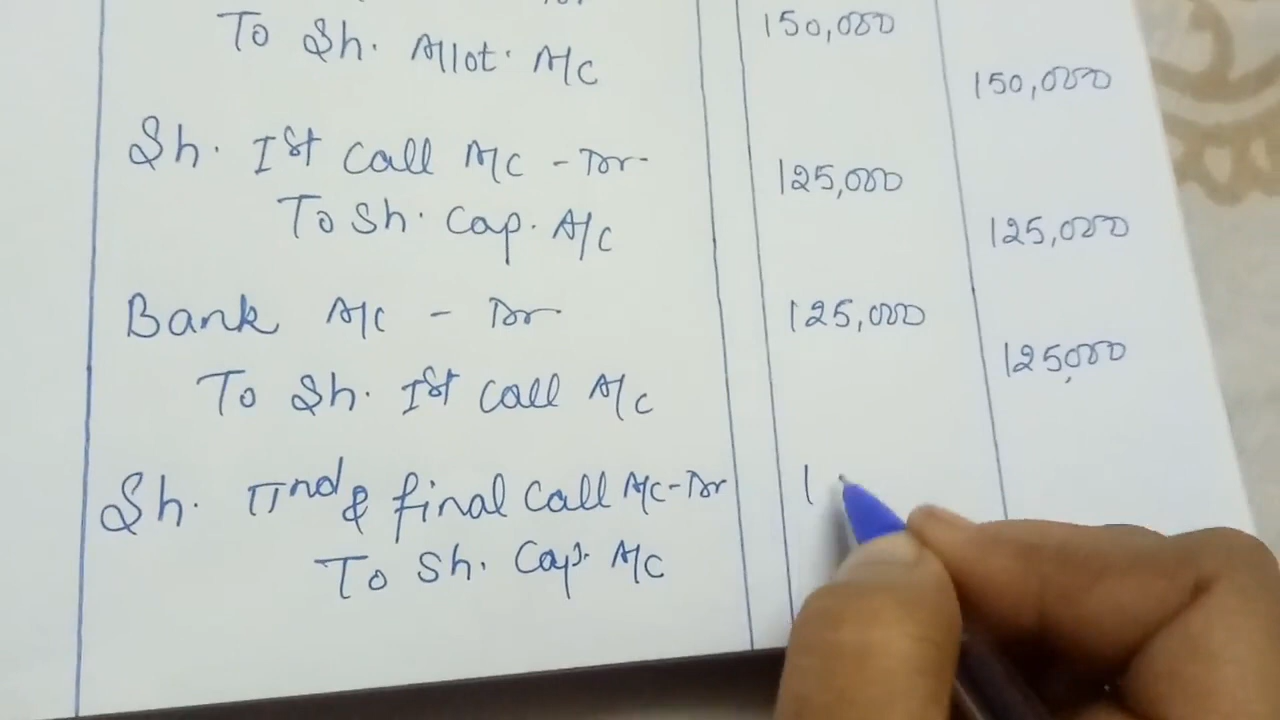 To Sh. Allot. A/c
150,000
150,000
Sh. Ist call A/c - Dr.
125,000
To Sh. Cap. A/c
125,000
Bank A/c - Dr
125,000
To Sh. Ist call A/c
125,000
Sh. IInd & final call A/c - Dr
1
To Sh. Cap. A/c